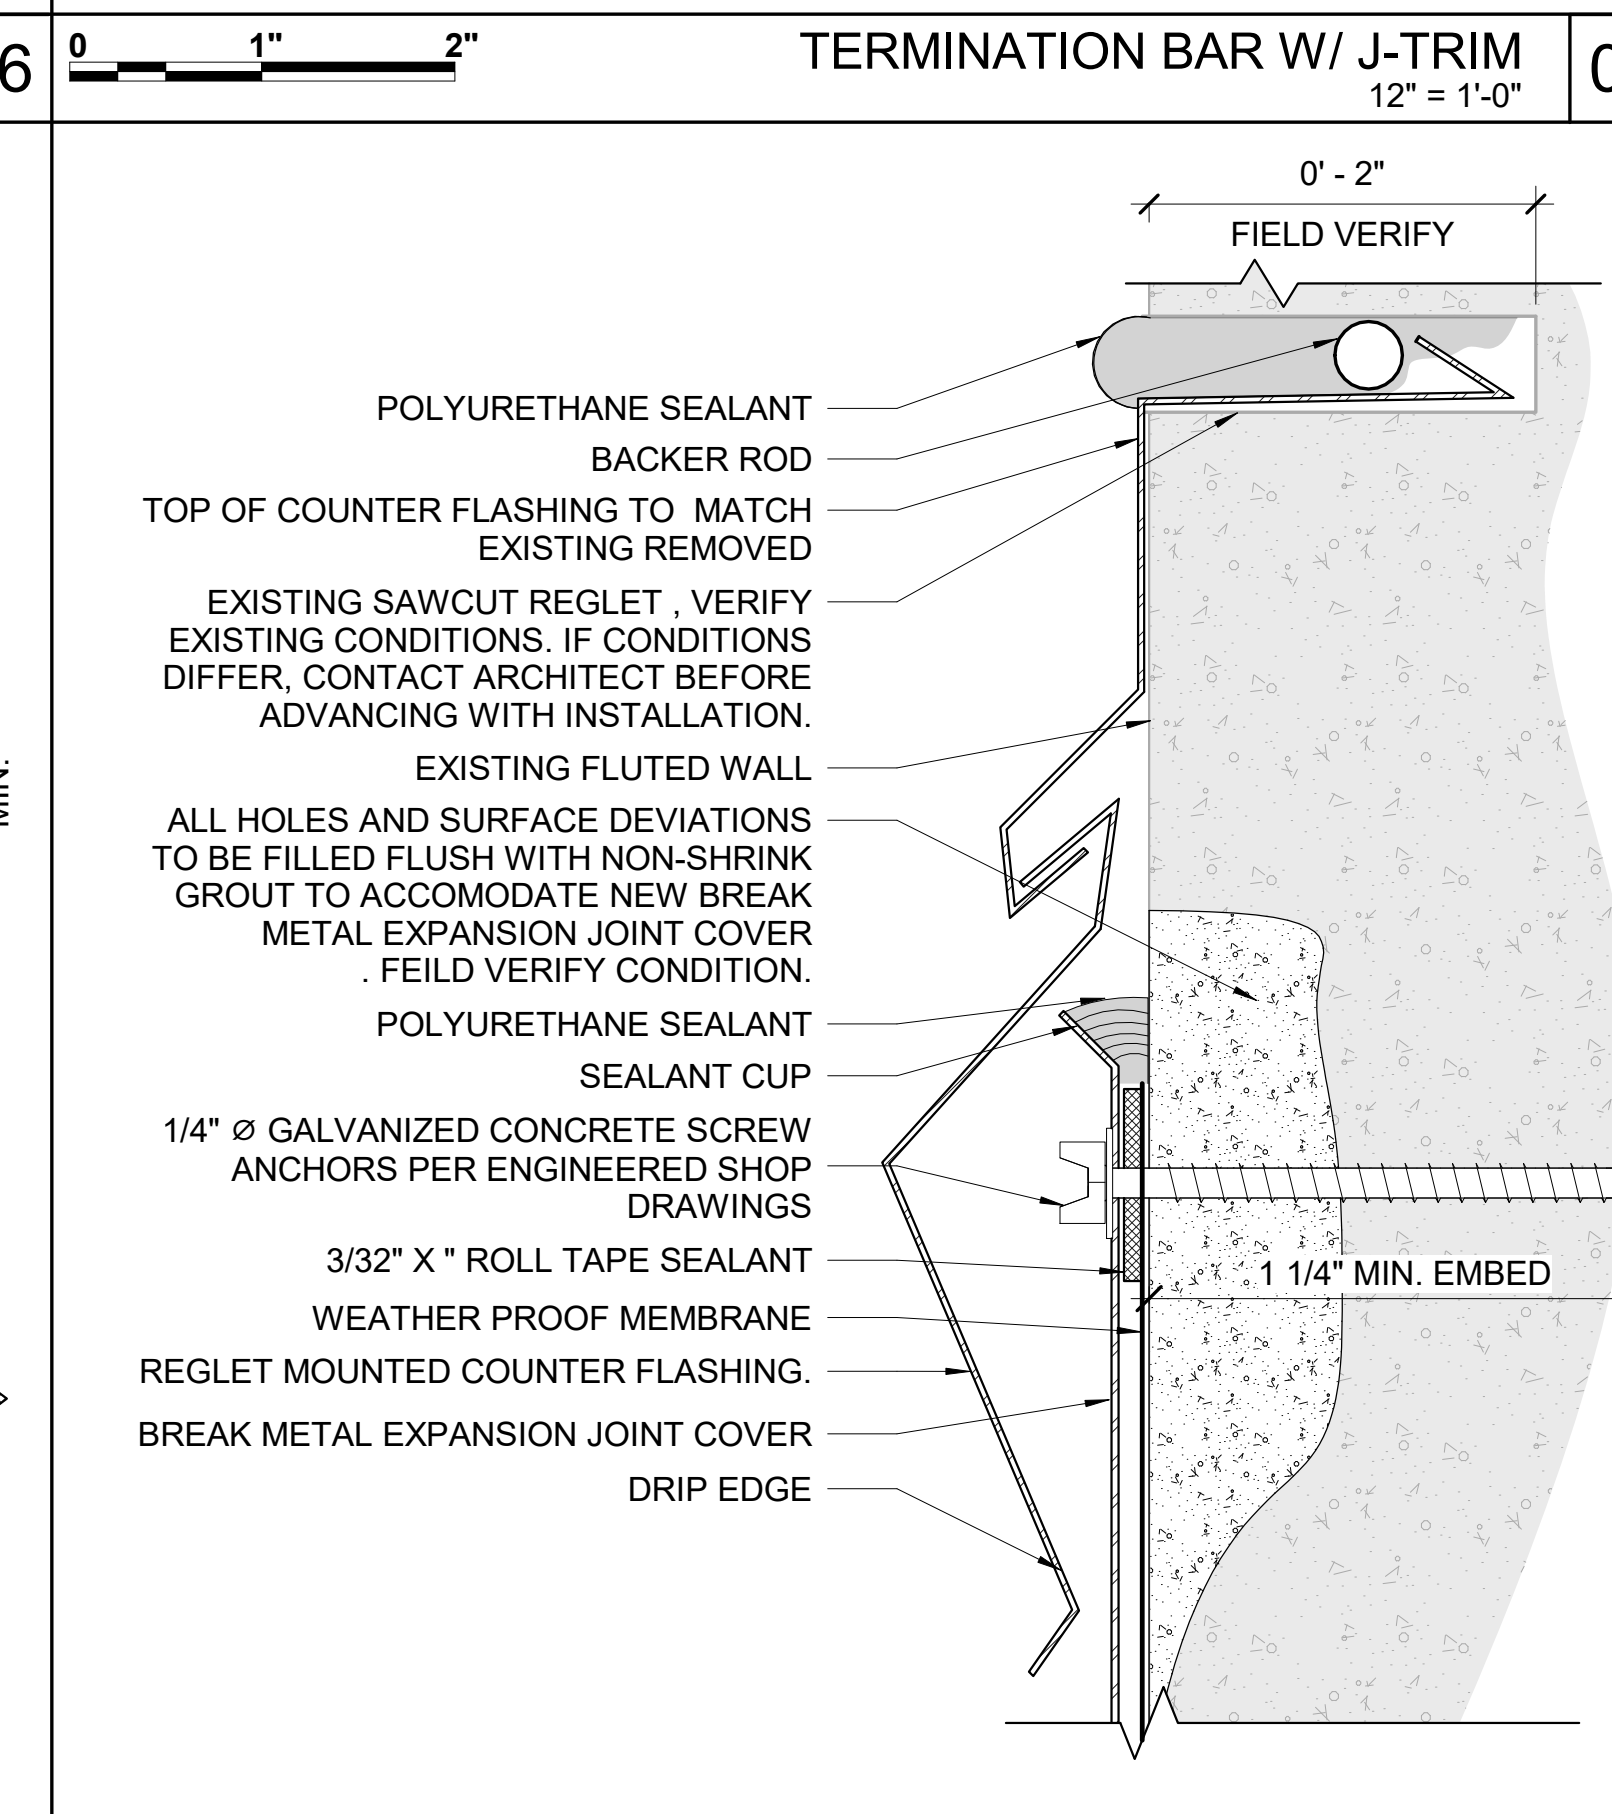 6
0 1" 2"
TERMINATION BAR W/ J-TRIM
12" = 1'-0"
0' - 2"
FIELD VERIFY
POLYURETHANE SEALANT
BACKER ROD
TOP OF COUNTER FLASHING TO MATCH
EXISTING REMOVED
EXISTING SAWCUT REGLET , VERIFY
EXISTING CONDITIONS. IF CONDITIONS
DIFFER, CONTACT ARCHITECT BEFORE
ADVANCING WITH INSTALLATION.
EXISTING FLUTED WALL
MIN.
ALL HOLES AND SURFACE DEVIATIONS
TO BE FILLED FLUSH WITH NON-SHRINK
GROUT TO ACCOMODATE NEW BREAK
METAL EXPANSION JOINT COVER
. FEILD VERIFY CONDITION.
POLYURETHANE SEALANT
SEALANT CUP
1/4" Ø GALVANIZED CONCRETE SCREW
ANCHORS PER ENGINEERED SHOP
DRAWINGS
3/32" X " ROLL TAPE SEALANT
1 1/4" MIN. EMBED
WEATHER PROOF MEMBRANE
REGLET MOUNTED COUNTER FLASHING.
BREAK METAL EXPANSION JOINT COVER
DRIP EDGE